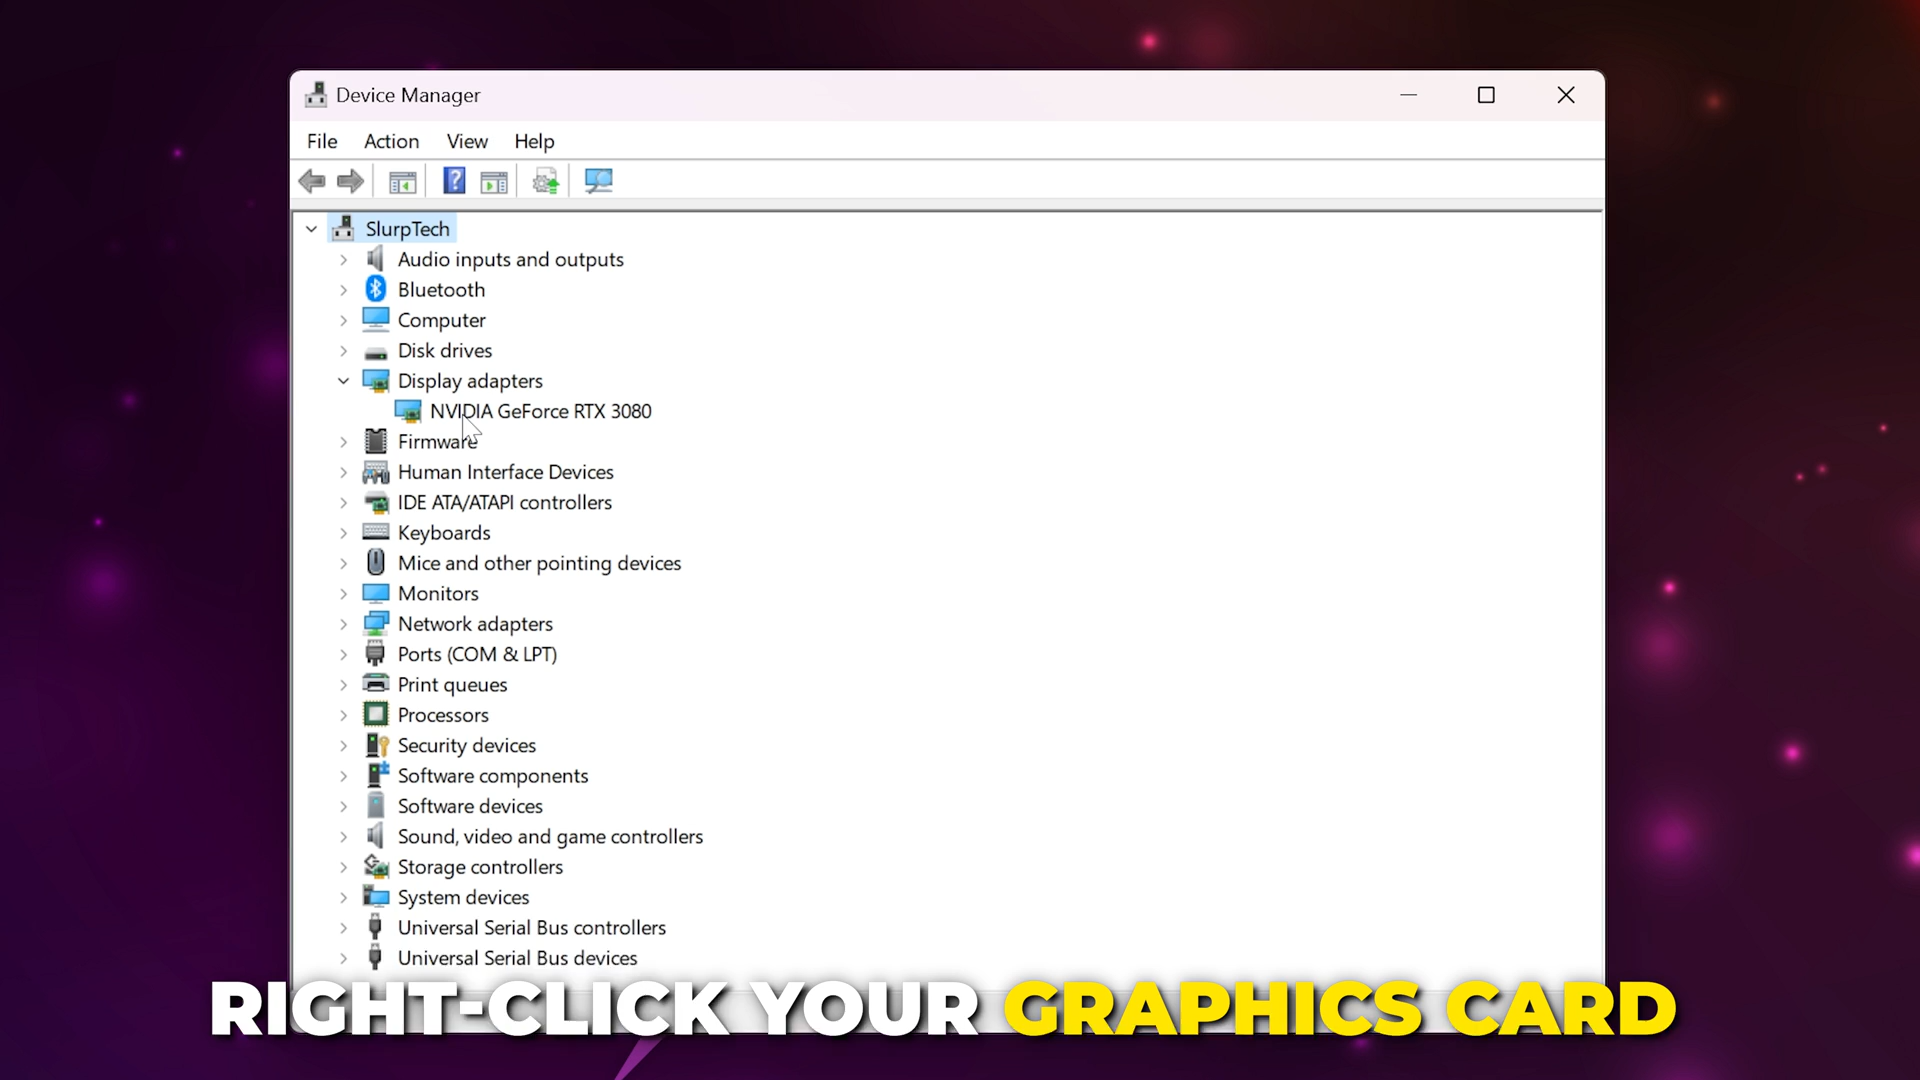 Device Manager
File Action View Help
SlurpTech
Audio inputs and outputs
Bluetooth
Computer
Disk drives
Display adapters
NVIDIA GeForce RTX 3080
Firmware
Human Interface Devices
IDE ATA/ATAPI controllers
Keyboards
Mice and other pointing devices
Monitors
Network adapters
Ports (COM & LPT)
Print queues
Processors
Security devices
Software components
Software devices
Sound, video and game controllers
Storage controllers
System devices
Universal Serial Bus controllers
Universal Serial Bus devices
RIGHT-CLICK YOUR GRAPHICS CARD